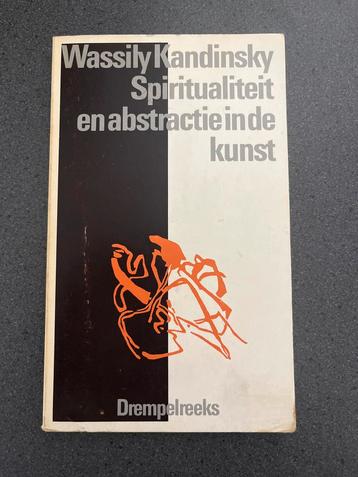 Wassily Kandinsky
Spiritualiteit
en abstractie in de
kunst
Drempelreeks